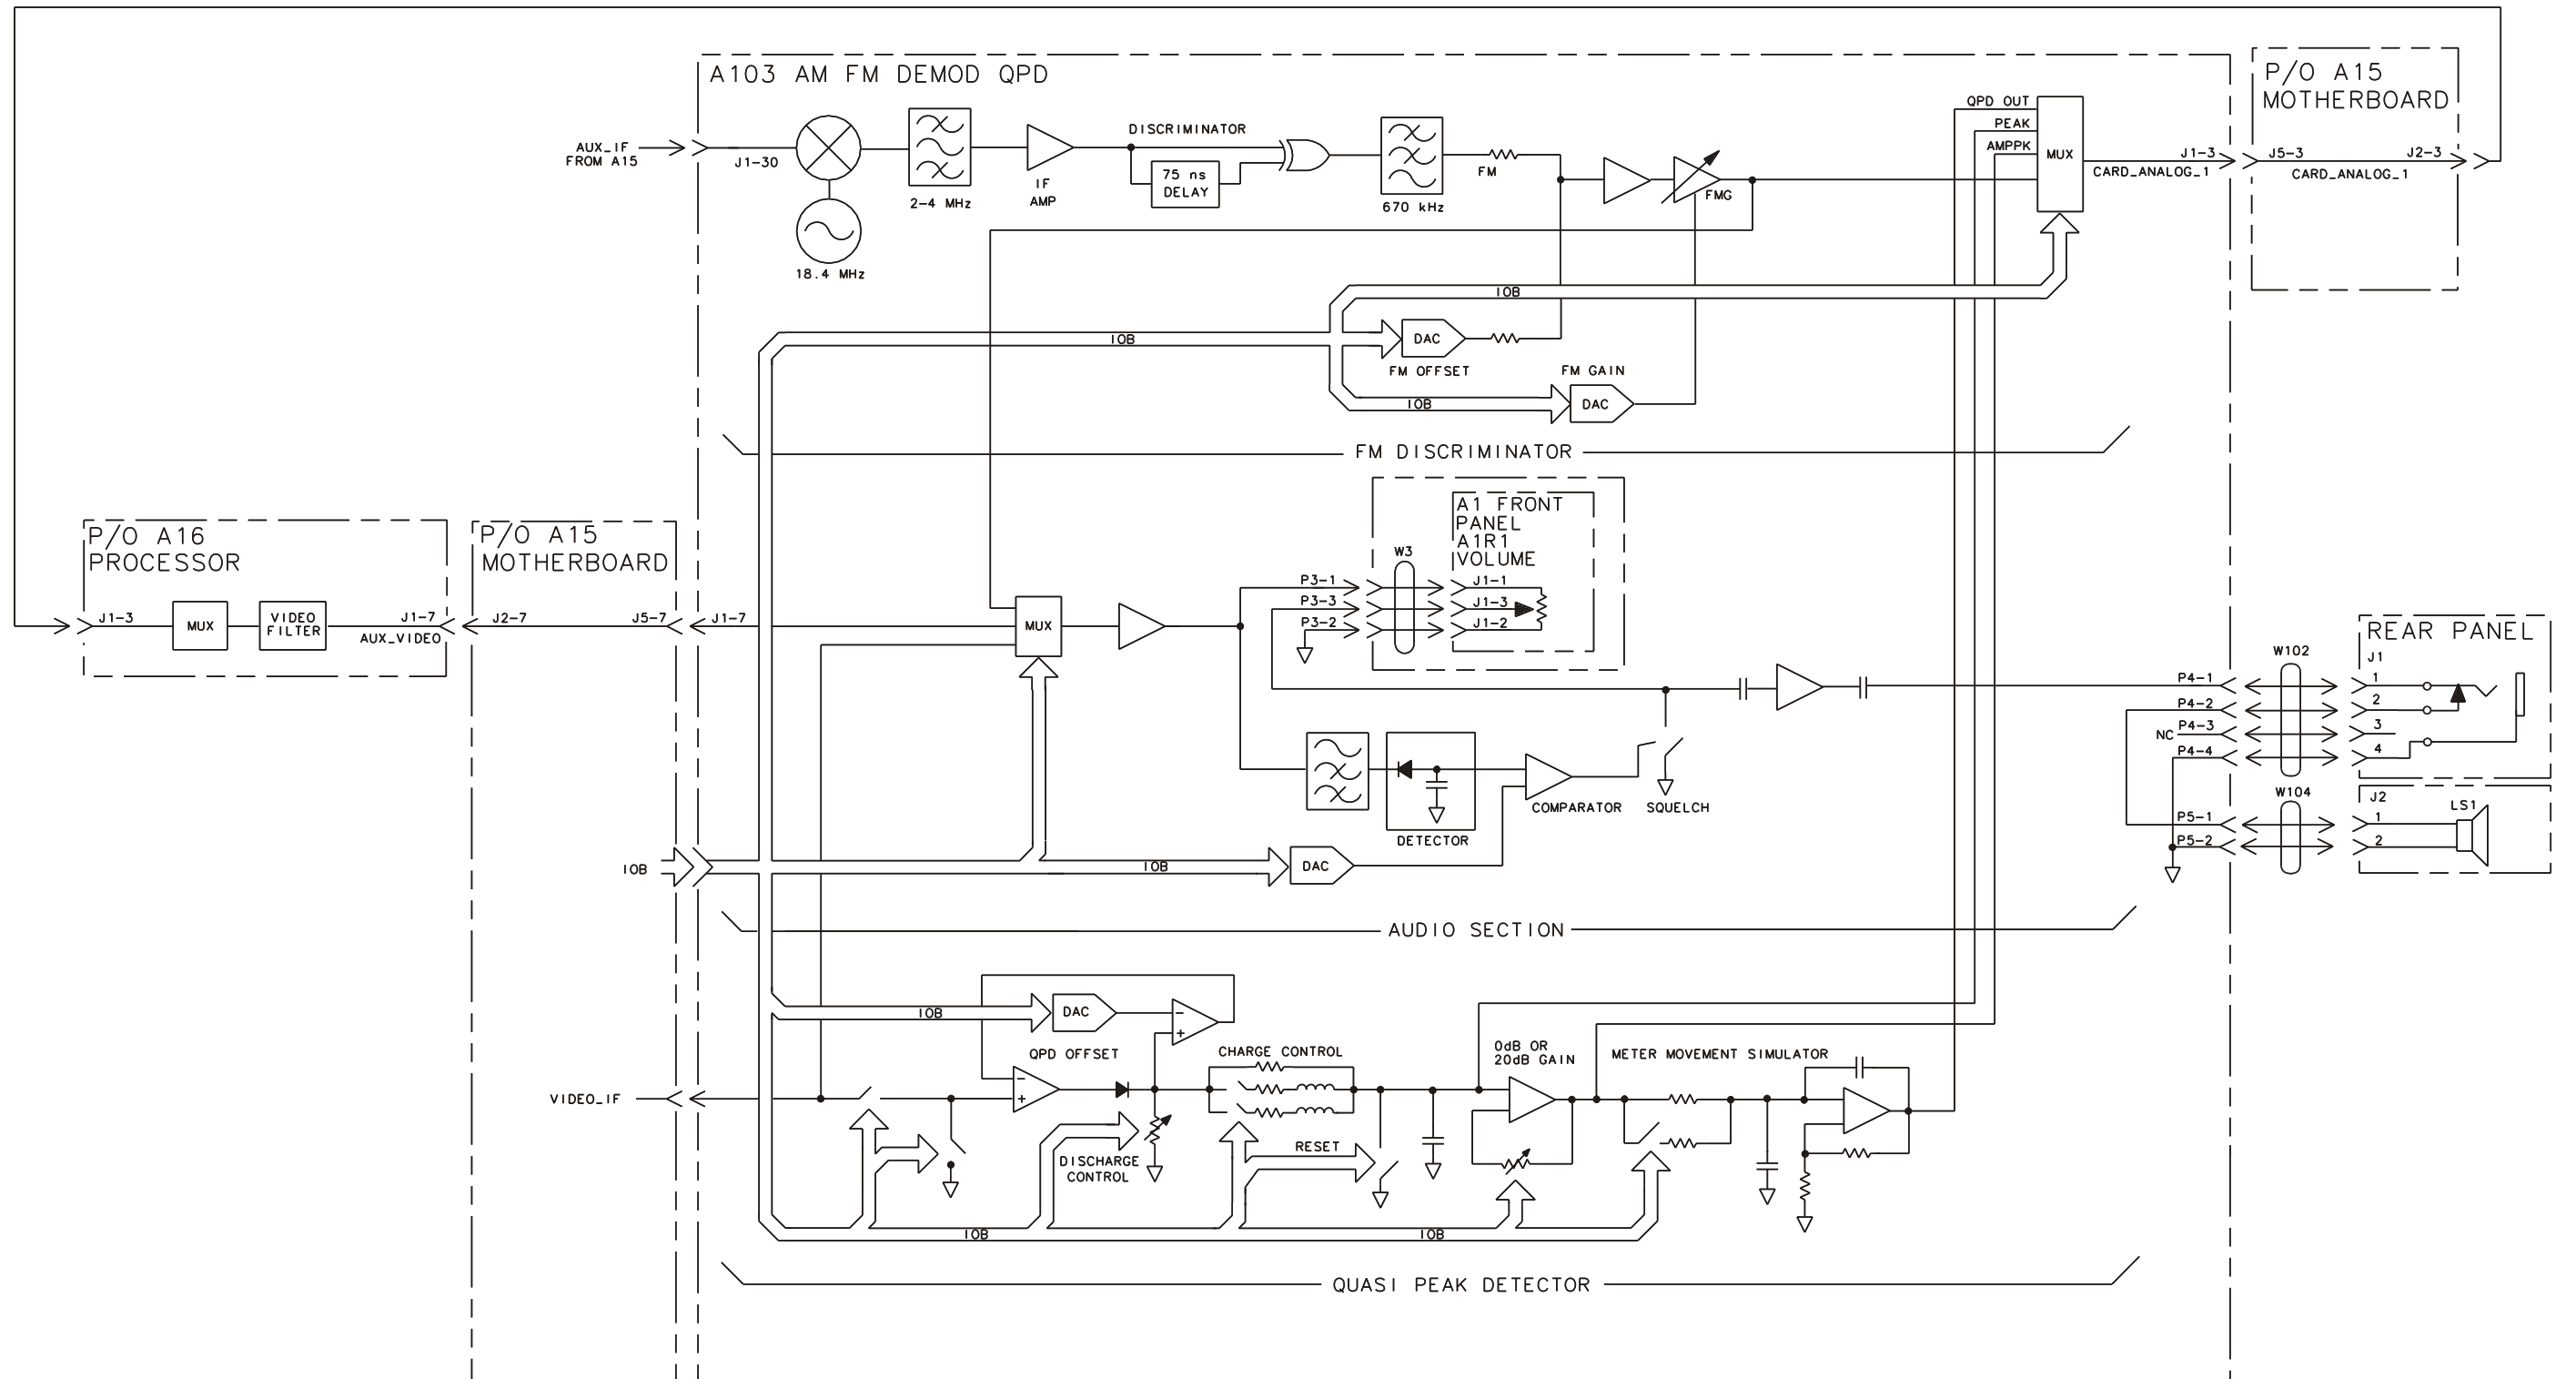 A103 AM FM DEMOD QPD
P/O A15
MOTHERBOARD
AUX_IF
FROM A15
J1-30
18.4 MHz
2-4 MHz
IF
AMP
DISCRIMINATOR
75 ns
DELAY
670 kHz
FM
FMG
QPD OUT
PEAK
AMPPK
MUX
J1-3
CARD_ANALOG_1
J5-3
J2-3
CARD_ANALOG_1
IOB
IOB
DAC
FM OFFSET
FM GAIN
IOB
DAC
FM DISCRIMINATOR
P/O A16
PROCESSOR
J1-3
MUX
VIDEO
FILTER
J1-7
AUX_VIDEO
P/O A15
MOTHERBOARD
J2-7
J5-7
J1-7
MUX
A1 FRONT
PANEL
A1R1
VOLUME
W3
P3-1
P3-3
P3-2
J1-1
J1-3
J1-2
DETECTOR
COMPARATOR
SQUELCH
IOB
IOB
DAC
P4-1
P4-2
NC
P4-3
P4-4
P5-1
P5-2
W102
W104
REAR PANEL
J1
1
2
3
4
J2
1
2
LS1
AUDIO SECTION
IOB
DAC
-
+
QPD OFFSET
-
+
CHARGE CONTROL
0dB OR
20dB GAIN
METER MOVEMENT SIMULATOR
VIDEO_IF
DISCHARGE
CONTROL
RESET
IOB
IOB
QUASI PEAK DETECTOR